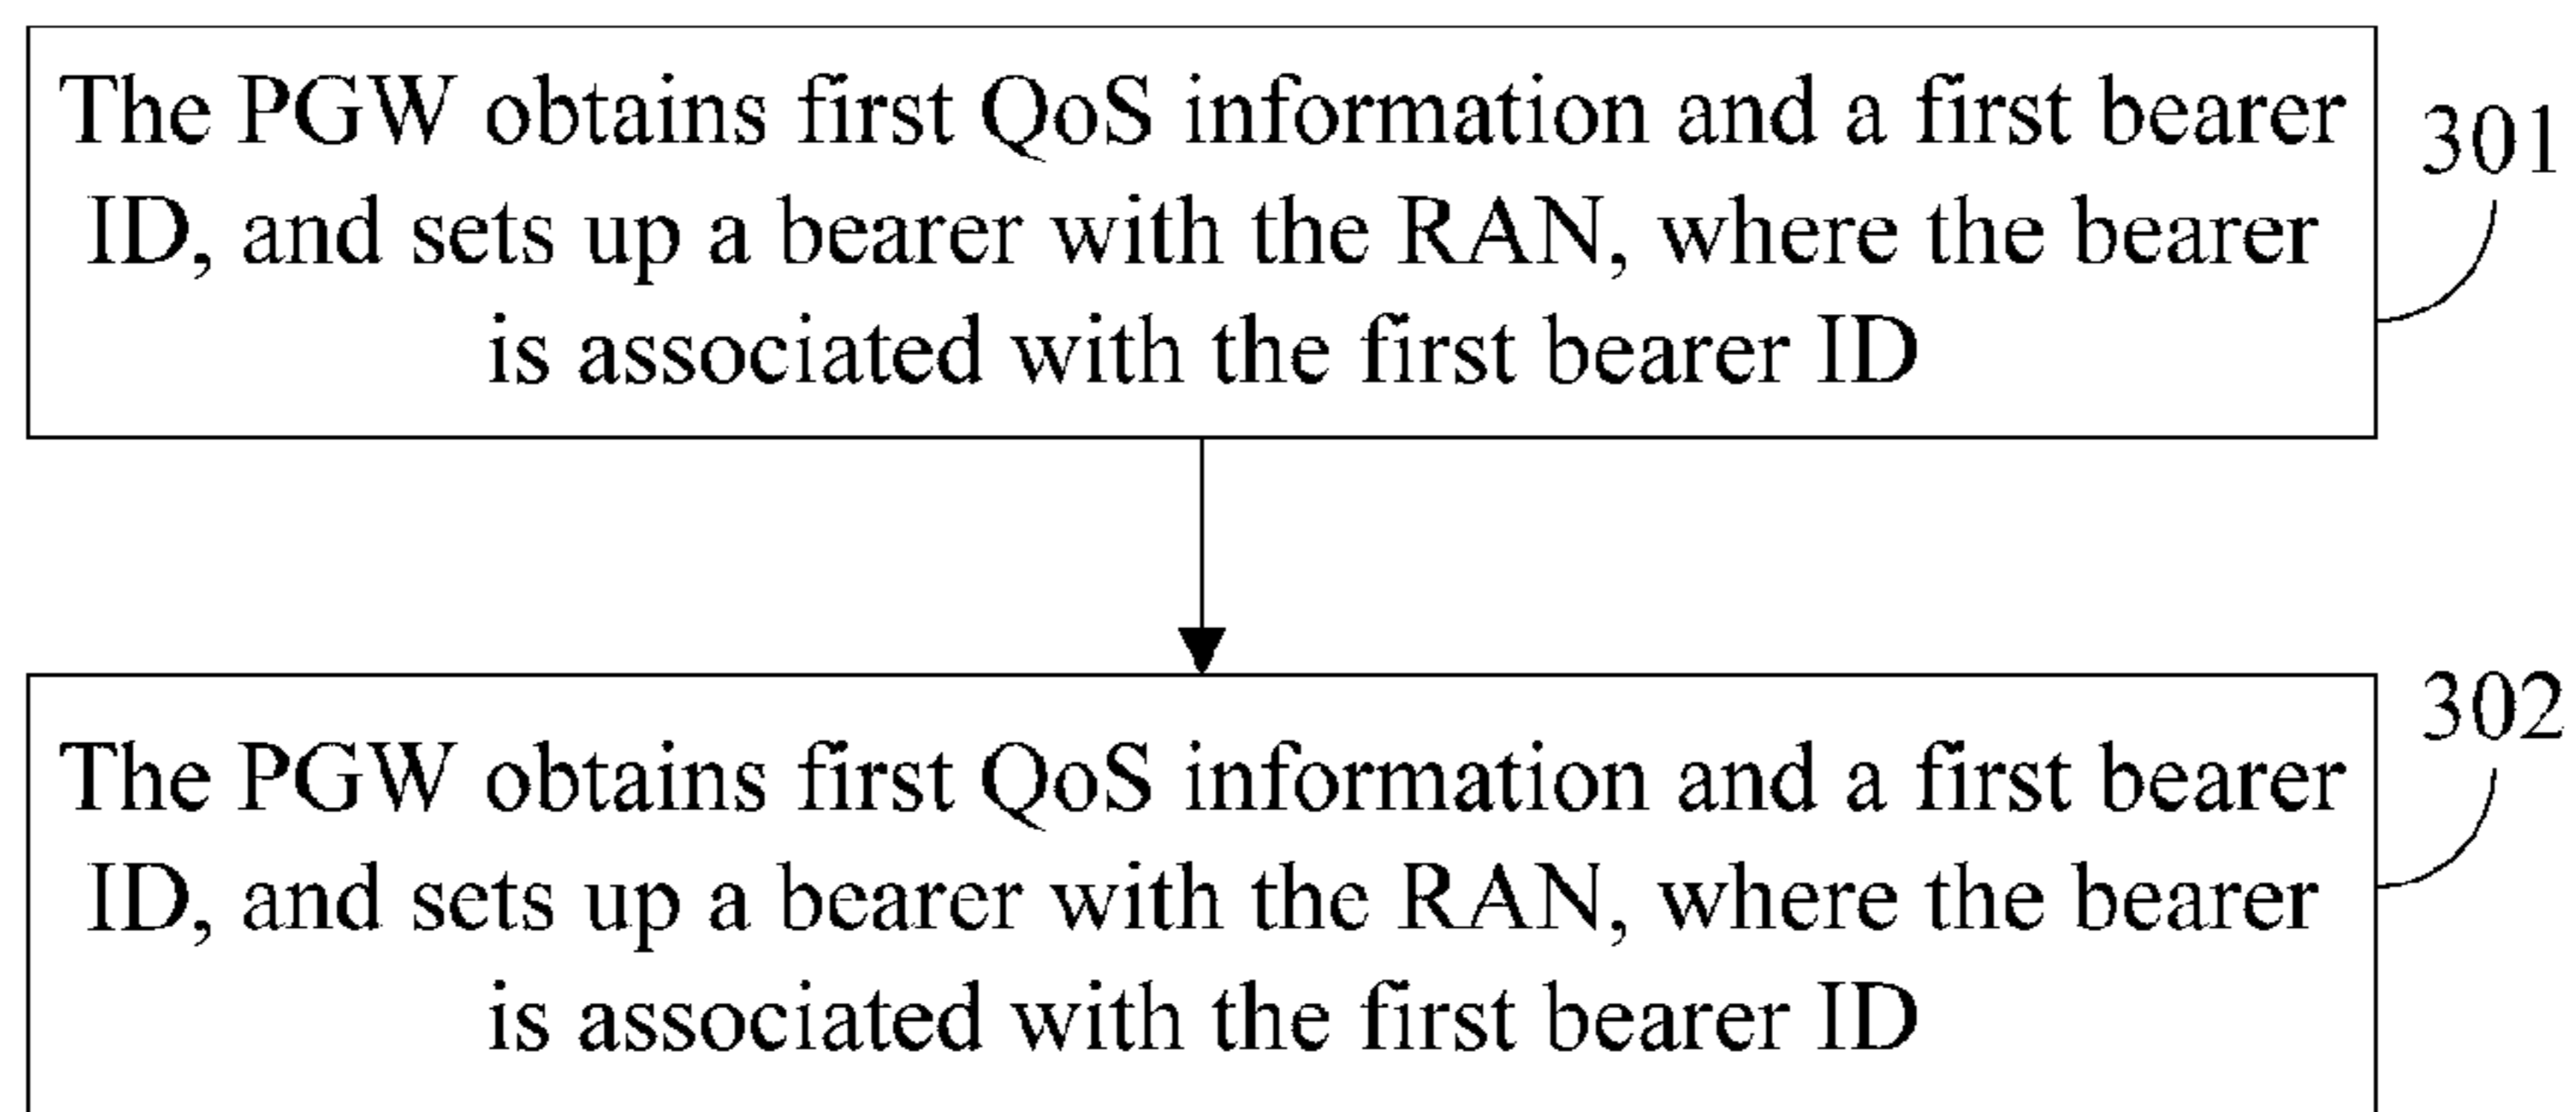 The PGW obtains first QoS information and a first bearer
ID, and sets up a bearer with the RAN, where the bearer
is associated with the first bearer ID
301
The PGW obtains first QoS information and a first bearer
ID, and sets up a bearer with the RAN, where the bearer
is associated with the first bearer ID
302